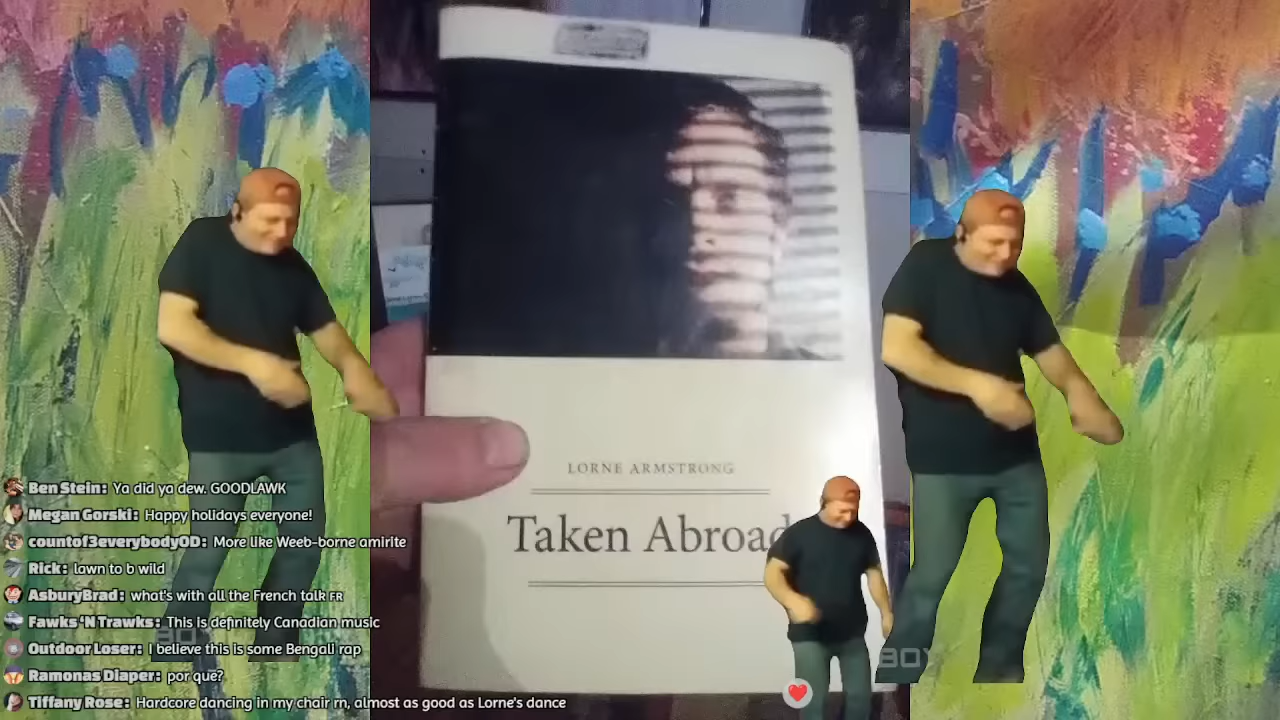 LORNE ARMSTRONG
Taken Abroad
Ben Stein: Ya did ya dew. GOODLAWK
Megan Gorski: Happy holidays everyone!
countof3everybodyOD: More like Weeb-borne amirite
Rick: lawn to b wild
AsburyBrad: what's with all the French talk FR
Fawks 'N Trawks: This is definitely Canadian music
Outdoor Loser: I believe this is some Bengali rap
Ramonas Diaper: por que?
Tiffany Rose: Hardcore dancing in my chair rn, almost as good as Lorne's dance